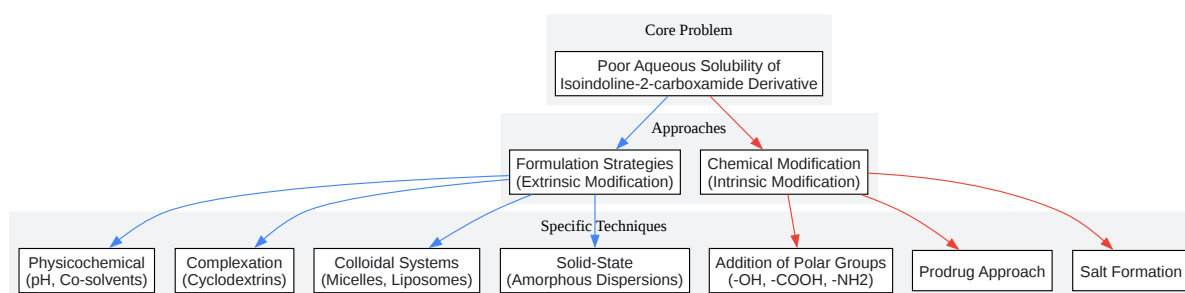 Core Problem
Poor Aqueous Solubility of
Isoindoline-2-carboxamide Derivative
Approaches
Formulation Strategies
(Extrinsic Modification)
Chemical Modification
(Intrinsic Modification)
Specific Techniques
Physicochemical
(pH, Co-solvents)
Complexation
(Cyclodextrins)
Colloidal Systems
(Micelles, Liposomes)
Solid-State
(Amorphous Dispersions)
Addition of Polar Groups
(-OH, -COOH, -NH2)
Prodrug Approach
Salt Formation